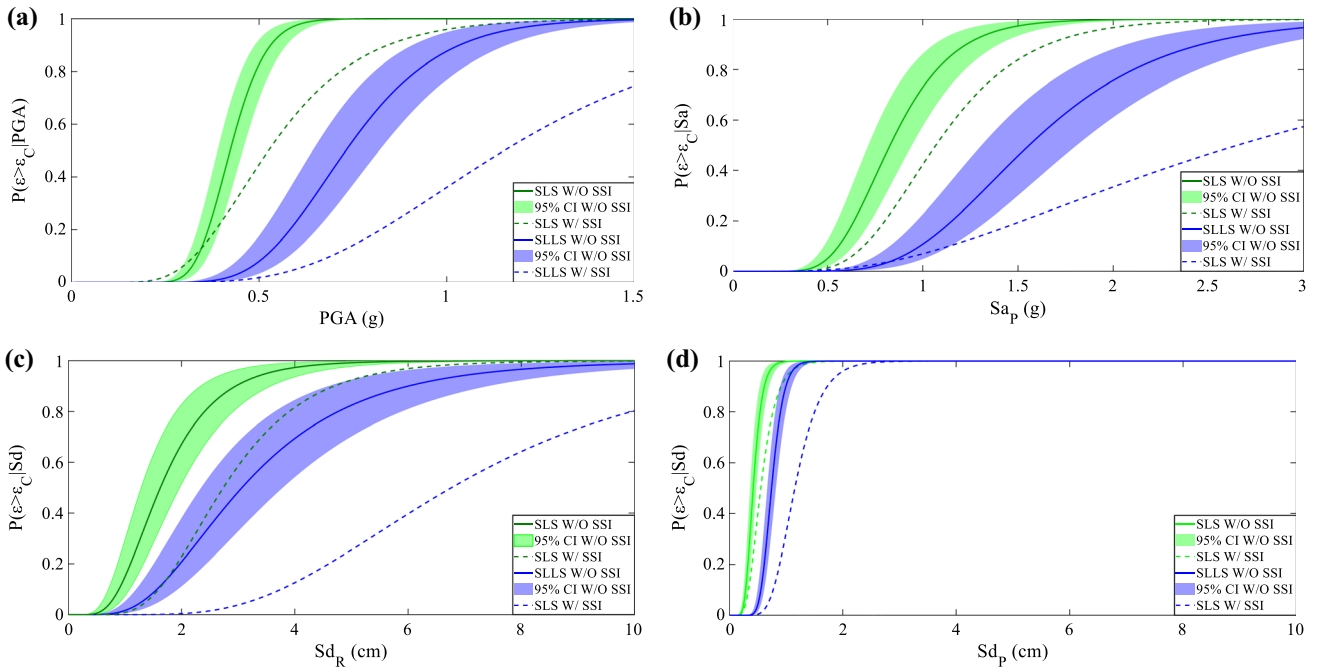 (a)
P(ε>ε_C|PGA)
1
0.8
0.6
0.4
0.2
0
0 0.5 1 1.5
PGA (g)
SLS W/O SSI
95% CI W/O SSI
SLS W/ SSI
SLLS W/O SSI
95% CI W/O SSI
SLLS W/ SSI
(b)
P(ε>ε_C|Sa)
1
0.8
0.6
0.4
0.2
0
0 0.5 1 1.5 2 2.5 3
Sa_P (g)
SLS W/O SSI
95% CI W/O SSI
SLS W/ SSI
SLLS W/O SSI
95% CI W/O SSI
SLS W/ SSI
(c)
P(ε>ε_C|Sd)
1
0.8
0.6
0.4
0.2
0
0 2 4 6 8 10
Sd_R (cm)
SLS W/O SSI
95% CI W/O SSI
SLS W/ SSI
SLLS W/O SSI
95% CI W/O SSI
SLS W/ SSI
(d)
P(ε>ε_C|Sd)
1
0.8
0.6
0.4
0.2
0
0 2 4 6 8 10
Sd_P (cm)
SLS W/O SSI
95% CI W/O SSI
SLS W/ SSI
SLLS W/O SSI
95% CI W/O SSI
SLS W/ SSI